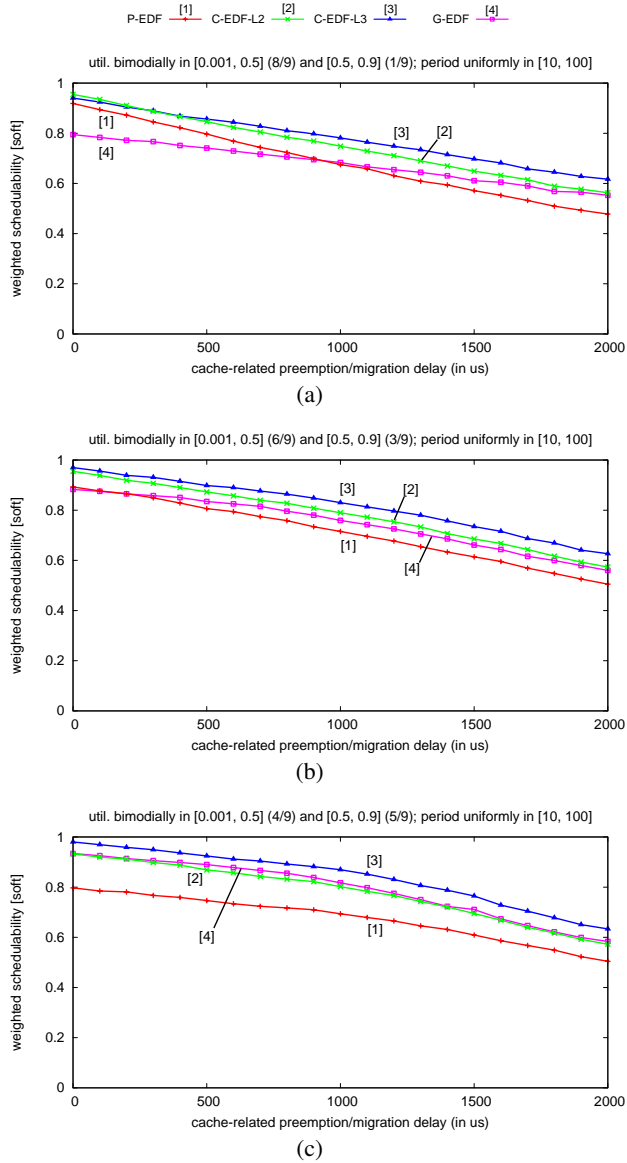 [1] [2] [3] [4]
P-EDF C-EDF-L2 C-EDF-L3 G-EDF
util. bimodially in [0.001, 0.5] (8/9) and [0.5, 0.9] (1/9); period uniformly in [10, 100]
weighted schedulability [soft]
1
0.8
0.6
0.4
0.2
0
[1]
[4]
[3]
[2]
0 500 1000 1500 2000
cache-related preemption/migration delay (in us)
(a)
util. bimodially in [0.001, 0.5] (6/9) and [0.5, 0.9] (3/9); period uniformly in [10, 100]
weighted schedulability [soft]
1
0.8
0.6
0.4
0.2
0
[3]
[2]
[1]
[4]
0 500 1000 1500 2000
cache-related preemption/migration delay (in us)
(b)
util. bimodially in [0.001, 0.5] (4/9) and [0.5, 0.9] (5/9); period uniformly in [10, 100]
weighted schedulability [soft]
1
0.8
0.6
0.4
0.2
0
[3]
[2]
[4]
[1]
0 500 1000 1500 2000
cache-related preemption/migration delay (in us)
(c)